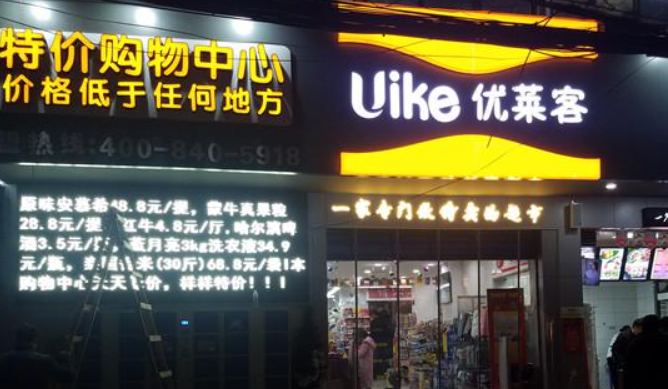 特价购物中心
价格低于任何地方
热线:400-840-5918
Uike 优莱客
一家专门做特卖的超市
原味安慕希48.8元/提，蒙牛真果粒
28.8元/提，红牛4.8元/厅，哈尔滨啤
酒3.5元/厅，蓝月亮3kg洗衣液34.9
元/瓶，米(30斤)68.8元/袋!本
购物中心天天特价，样样特价!!!